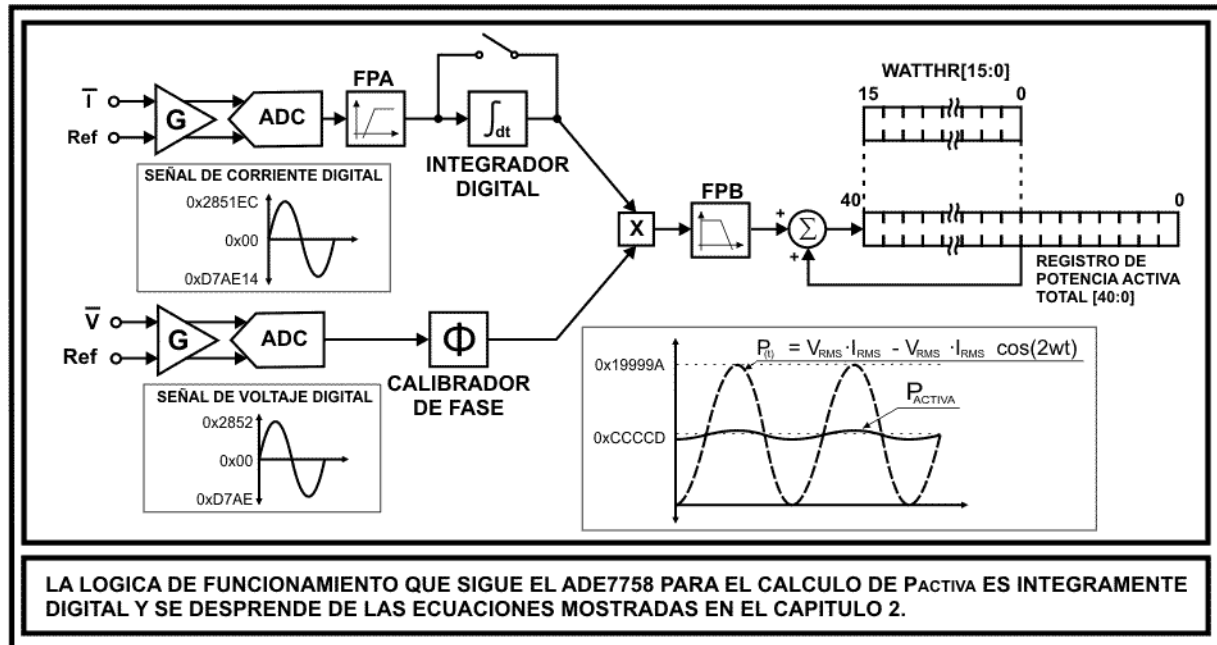 I
Ref
G
ADC
FPA
∫dt
INTEGRADOR
DIGITAL
SEÑAL DE CORRIENTE DIGITAL
0x2851EC
0x00
0xD7AE14
V
Ref
G
ADC
Φ
CALIBRADOR
DE FASE
SEÑAL DE VOLTAJE DIGITAL
0x2852
0x00
0xD7AE
X
FPB
+
+
Σ
WATTHR[15:0]
15 0
40 0
REGISTRO DE
POTENCIA ACTIVA
TOTAL [40:0]
0x19999A
P(t) = VRMS ·IRMS - VRMS ·IRMS cos(2wt)
PACTIVA
0xCCCCD
LA LOGICA DE FUNCIONAMIENTO QUE SIGUE EL ADE7758 PARA EL CALCULO DE PACTIVA ES INTEGRAMENTE
DIGITAL Y SE DESPRENDE DE LAS ECUACIONES MOSTRADAS EN EL CAPITULO 2.